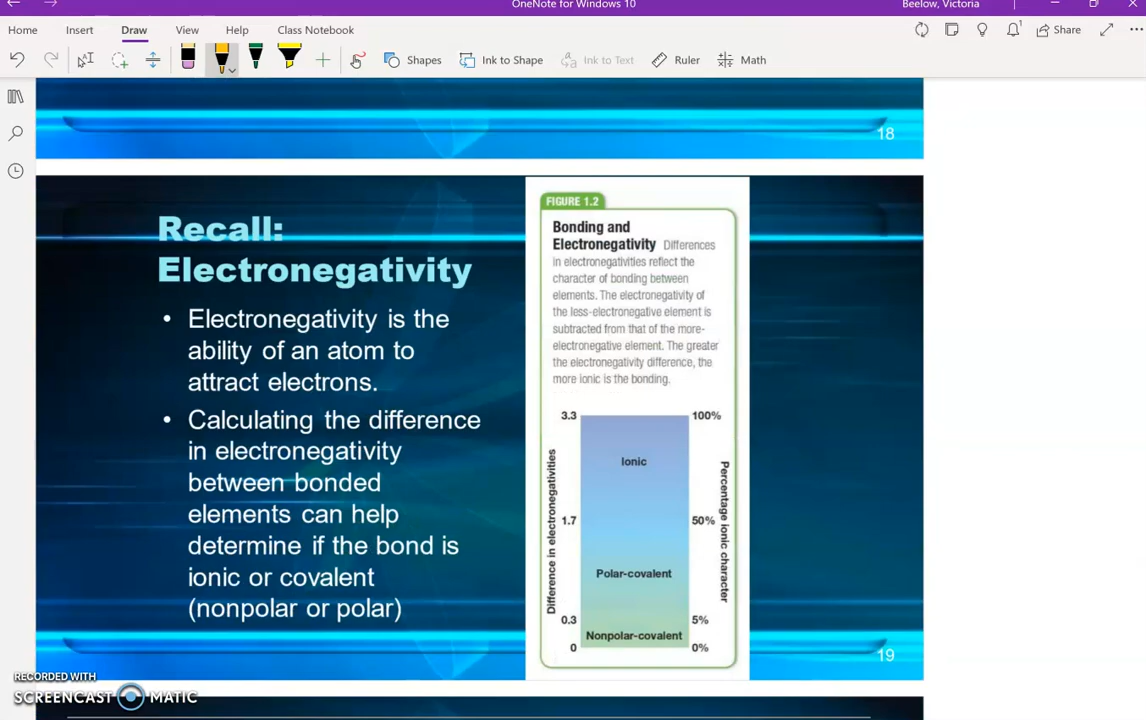 OneNote for Windows 10
Beelow, Victoria
Home Insert Draw View Help Class Notebook
1
Share
Shapes Ink to Shape Ink to Text Ruler Math
18
Recall:
Electronegativity
• Electronegativity is the
ability of an atom to
attract electrons.
• Calculating the difference
in electronegativity
between bonded
elements can help
determine if the bond is
ionic or covalent
(nonpolar or polar)
FIGURE 1.2
Bonding and
Electronegativity Differences
in electronegativities reflect the
character of bonding between
elements. The electronegativity of
the less-electronegative element is
subtracted from that of the more-
electronegative element. The greater
the electronegativity difference, the
more ionic is the bonding.
3.3 100%
Ionic
Difference in electronegativities
Percentage ionic character
1.7 50%
Polar-covalent
0.3 5%
Nonpolar-covalent
0 0%
19
RECORDED WITH
SCREENCAST MATIC